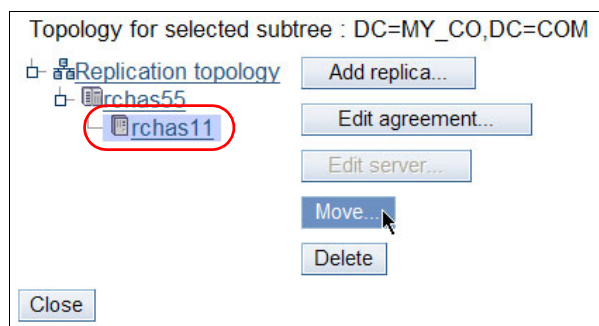 Topology for selected subtree : DC=MY_CO,DC=COM
Replication topology
Add replica...
rchas55
Edit agreement...
rchas11
Edit server...
Move...
Delete
Close